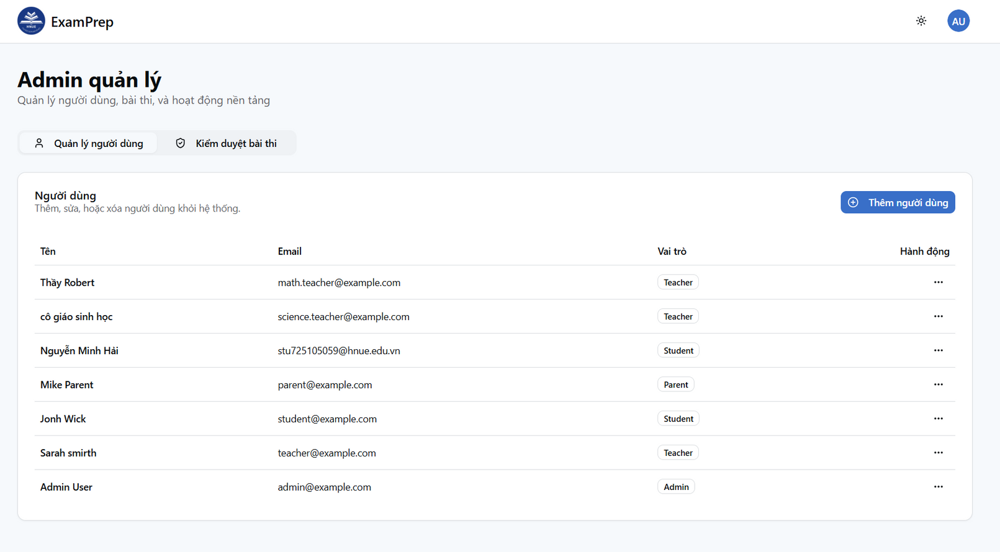 HNUE
ExamPrep
AU
Admin quản lý
Quản lý người dùng, bài thi, và hoạt động nền tảng
Quản lý người dùng
Kiểm duyệt bài thi
Người dùng
Thêm, sửa, hoặc xóa người dùng khỏi hệ thống.
Thêm người dùng
Tên Email Vai trò Hành động
Thầy Robert math.teacher@example.com Teacher
cô giáo sinh học science.teacher@example.com Teacher
Nguyễn Minh Hải stu725105059@hnue.edu.vn Student
Mike Parent parent@example.com Parent
Jonh Wick student@example.com Student
Sarah smirth teacher@example.com Teacher
Admin User admin@example.com Admin